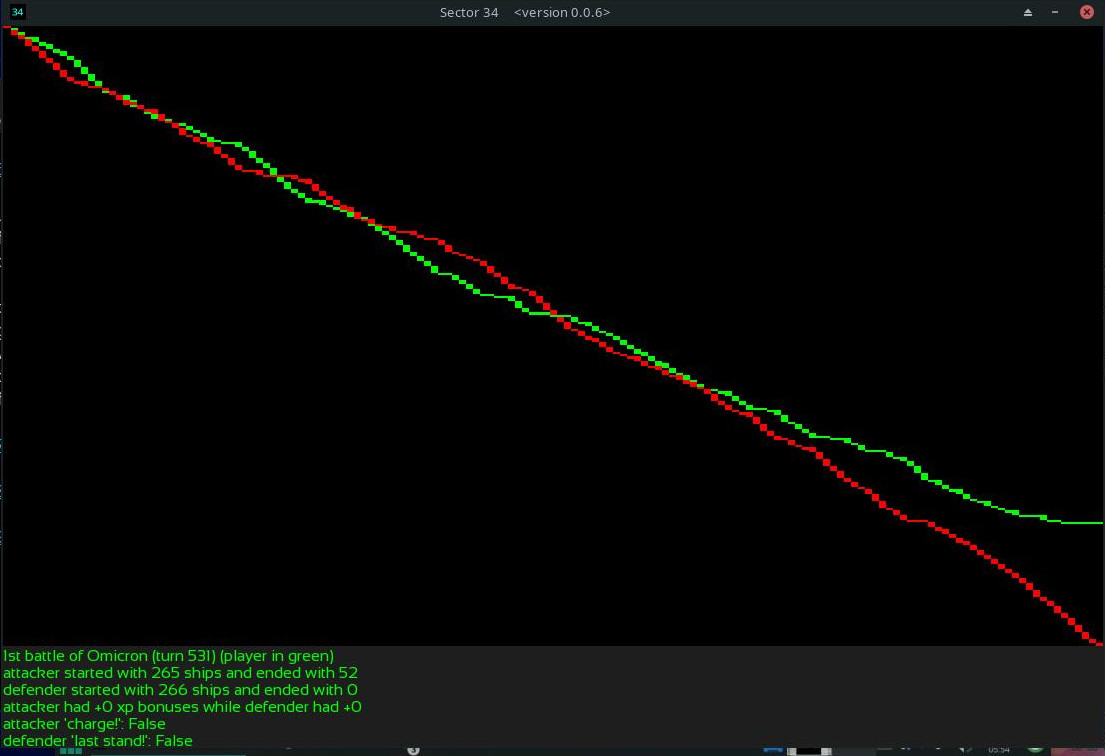 34 Sector 34 <version 0.0.6>
1st battle of Omicron (turn 531) (player in green)
attacker started with 265 ships and ended with 52
defender started with 266 ships and ended with 0
attacker had +0 xp bonuses while defender had +0
attacker 'charge!': False
defender 'last stand!': False
05:54